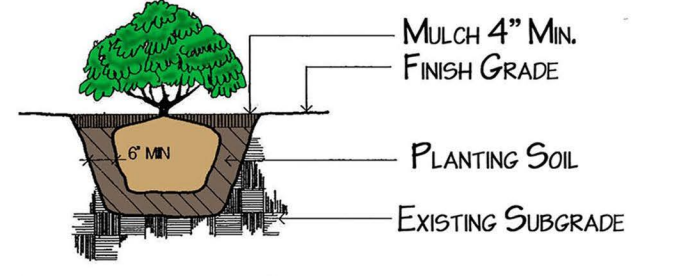 MULCH 4" MIN.
FINISH GRADE
6" MIN
PLANTING SOIL
EXISTING SUBGRADE